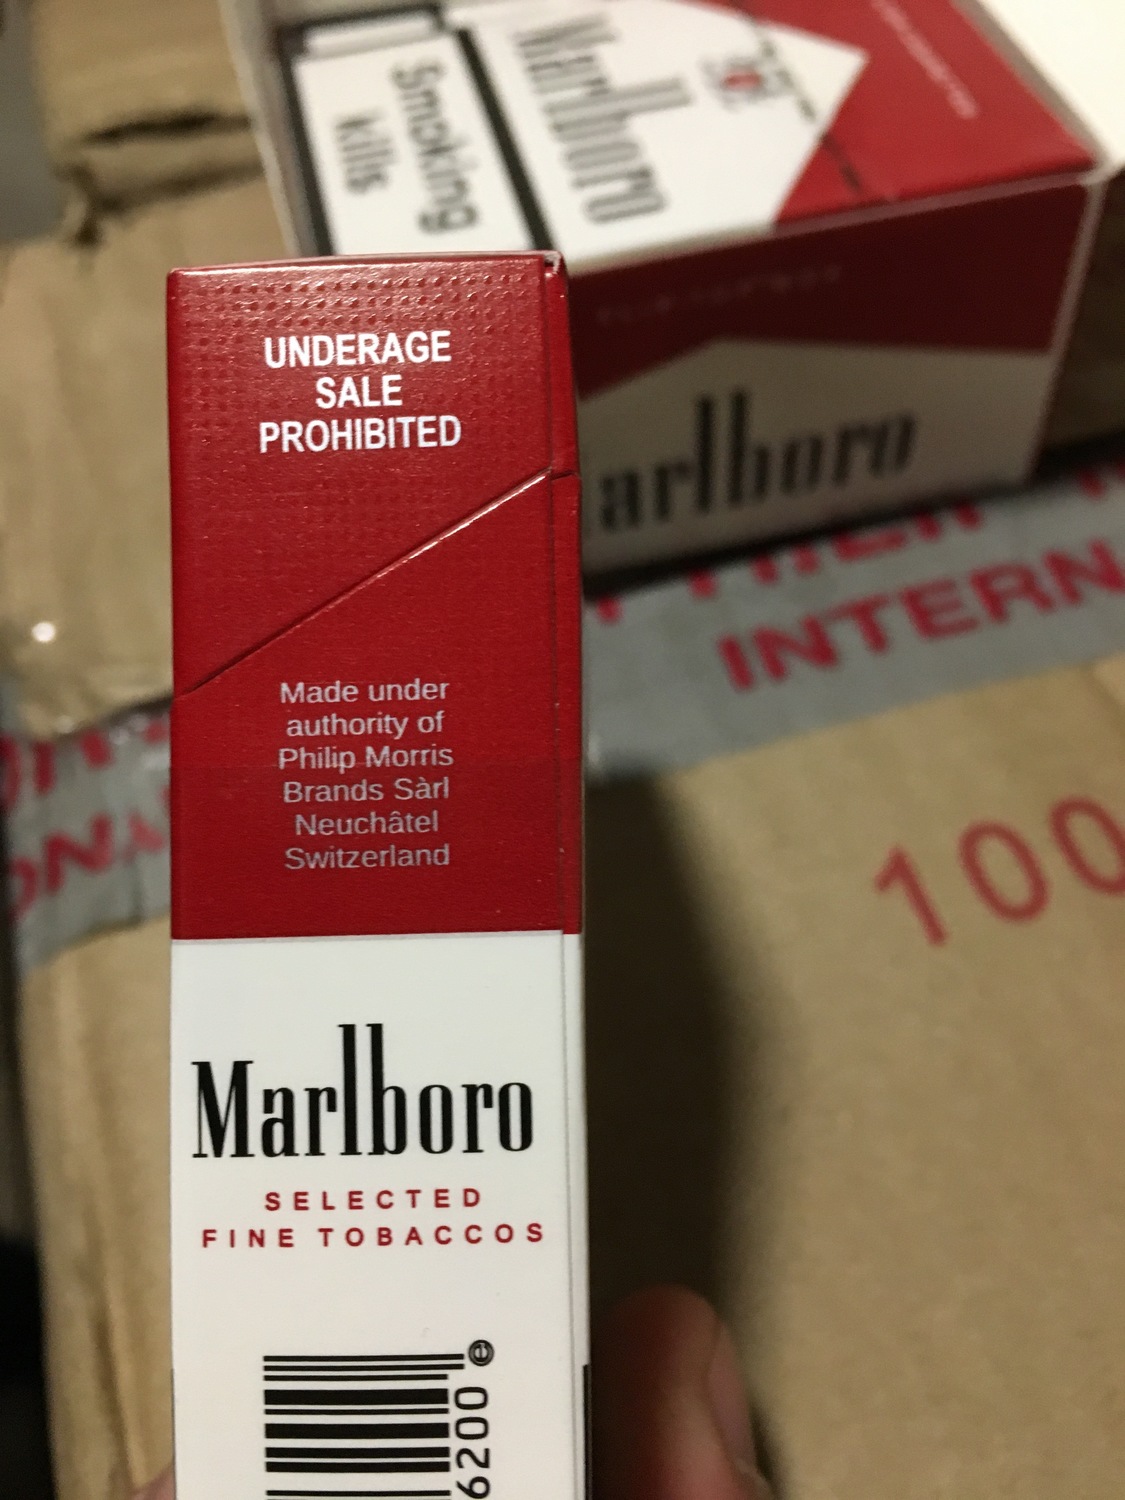 Smoking
kills
Marlboro
arlboro
INTERN
100
UNDERAGE
SALE
PROHIBITED
Made under
authority of
Philip Morris
Brands Sàrl
Neuchâtel
Switzerland
Marlboro
SELECTED
FINE TOBACCOS
6200 e